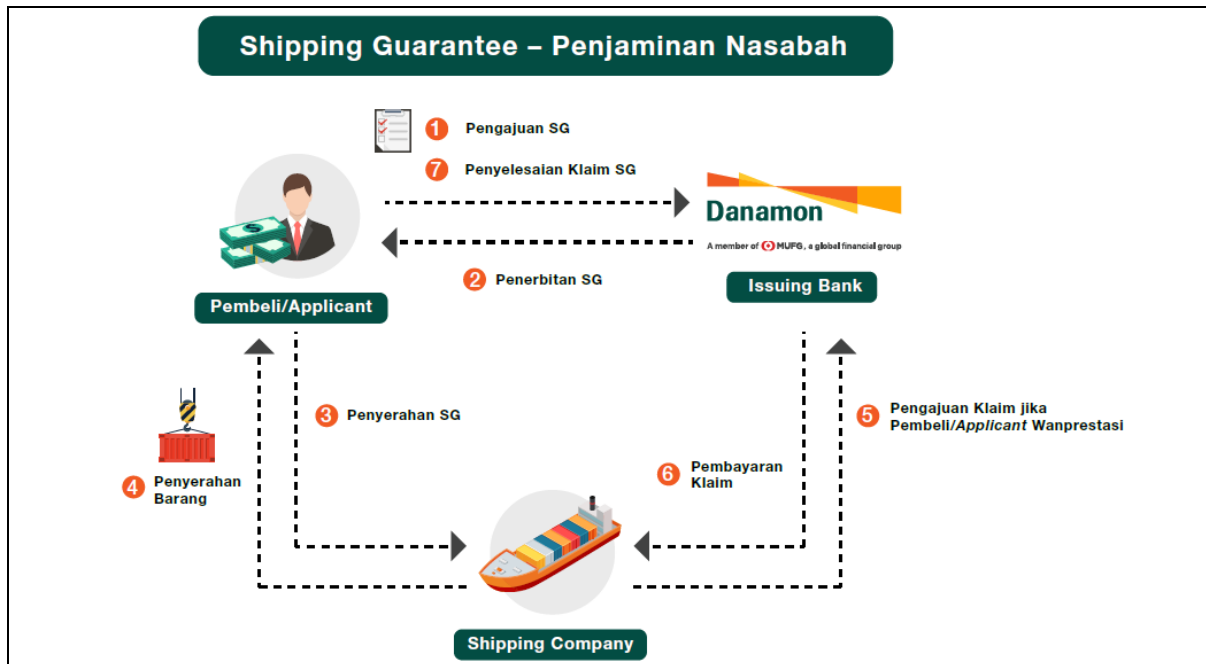 Shipping Guarantee – Penjaminan Nasabah
1 Pengajuan SG
7 Penyelesaian Klaim SG
Danamon
A member of MUFG, a global financial group
2 Penerbitan SG
Pembeli/Applicant
Issuing Bank
3 Penyerahan SG
4 Penyerahan
Barang
5 Pengajuan Klaim jika
Pembeli/Applicant Wanprestasi
6 Pembayaran
Klaim
Shipping Company